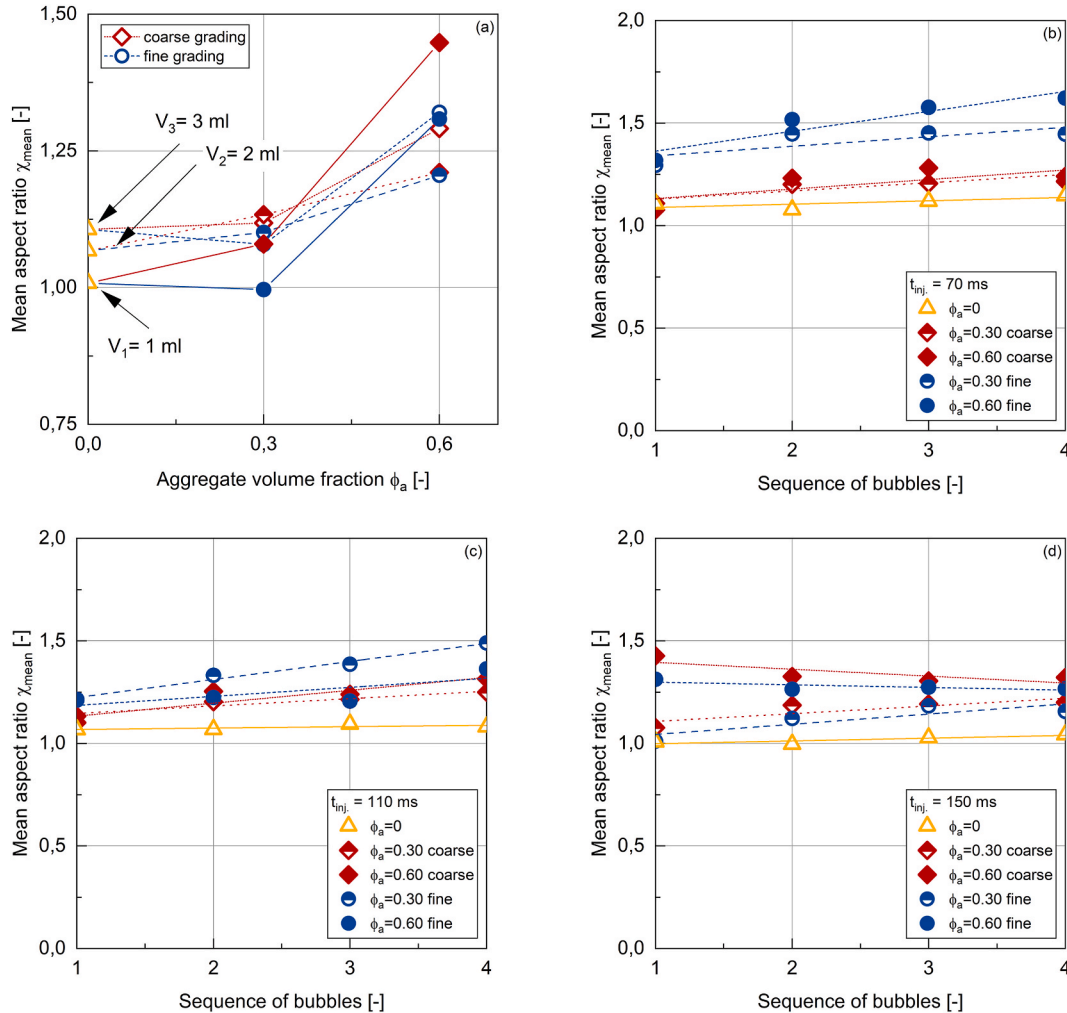 (a)
coarse grading
fine grading
V3= 3 ml
V2= 2 ml
V1= 1 ml
1,50
1,25
1,00
0,75
0,0
0,3
0,6
Mean aspect ratio χmean [-]
Aggregate volume fraction ϕa [-]
(b)
2,0
1,5
1,0
0,5
0,0
1
2
3
4
Mean aspect ratio χmean [-]
Sequence of bubbles [-]
tinj. = 70 ms
ϕa=0
ϕa=0.30 coarse
ϕa=0.60 coarse
ϕa=0.30 fine
ϕa=0.60 fine
(c)
2,0
1,5
1,0
0,5
0,0
1
2
3
4
Mean aspect ratio χmean [-]
Sequence of bubbles [-]
tinj. = 110 ms
ϕa=0
ϕa=0.30 coarse
ϕa=0.60 coarse
ϕa=0.30 fine
ϕa=0.60 fine
(d)
2,0
1,5
1,0
0,5
0,0
1
2
3
4
Mean aspect ratio χmean [-]
Sequence of bubbles [-]
tinj. = 150 ms
ϕa=0
ϕa=0.30 coarse
ϕa=0.60 coarse
ϕa=0.30 fine
ϕa=0.60 fine